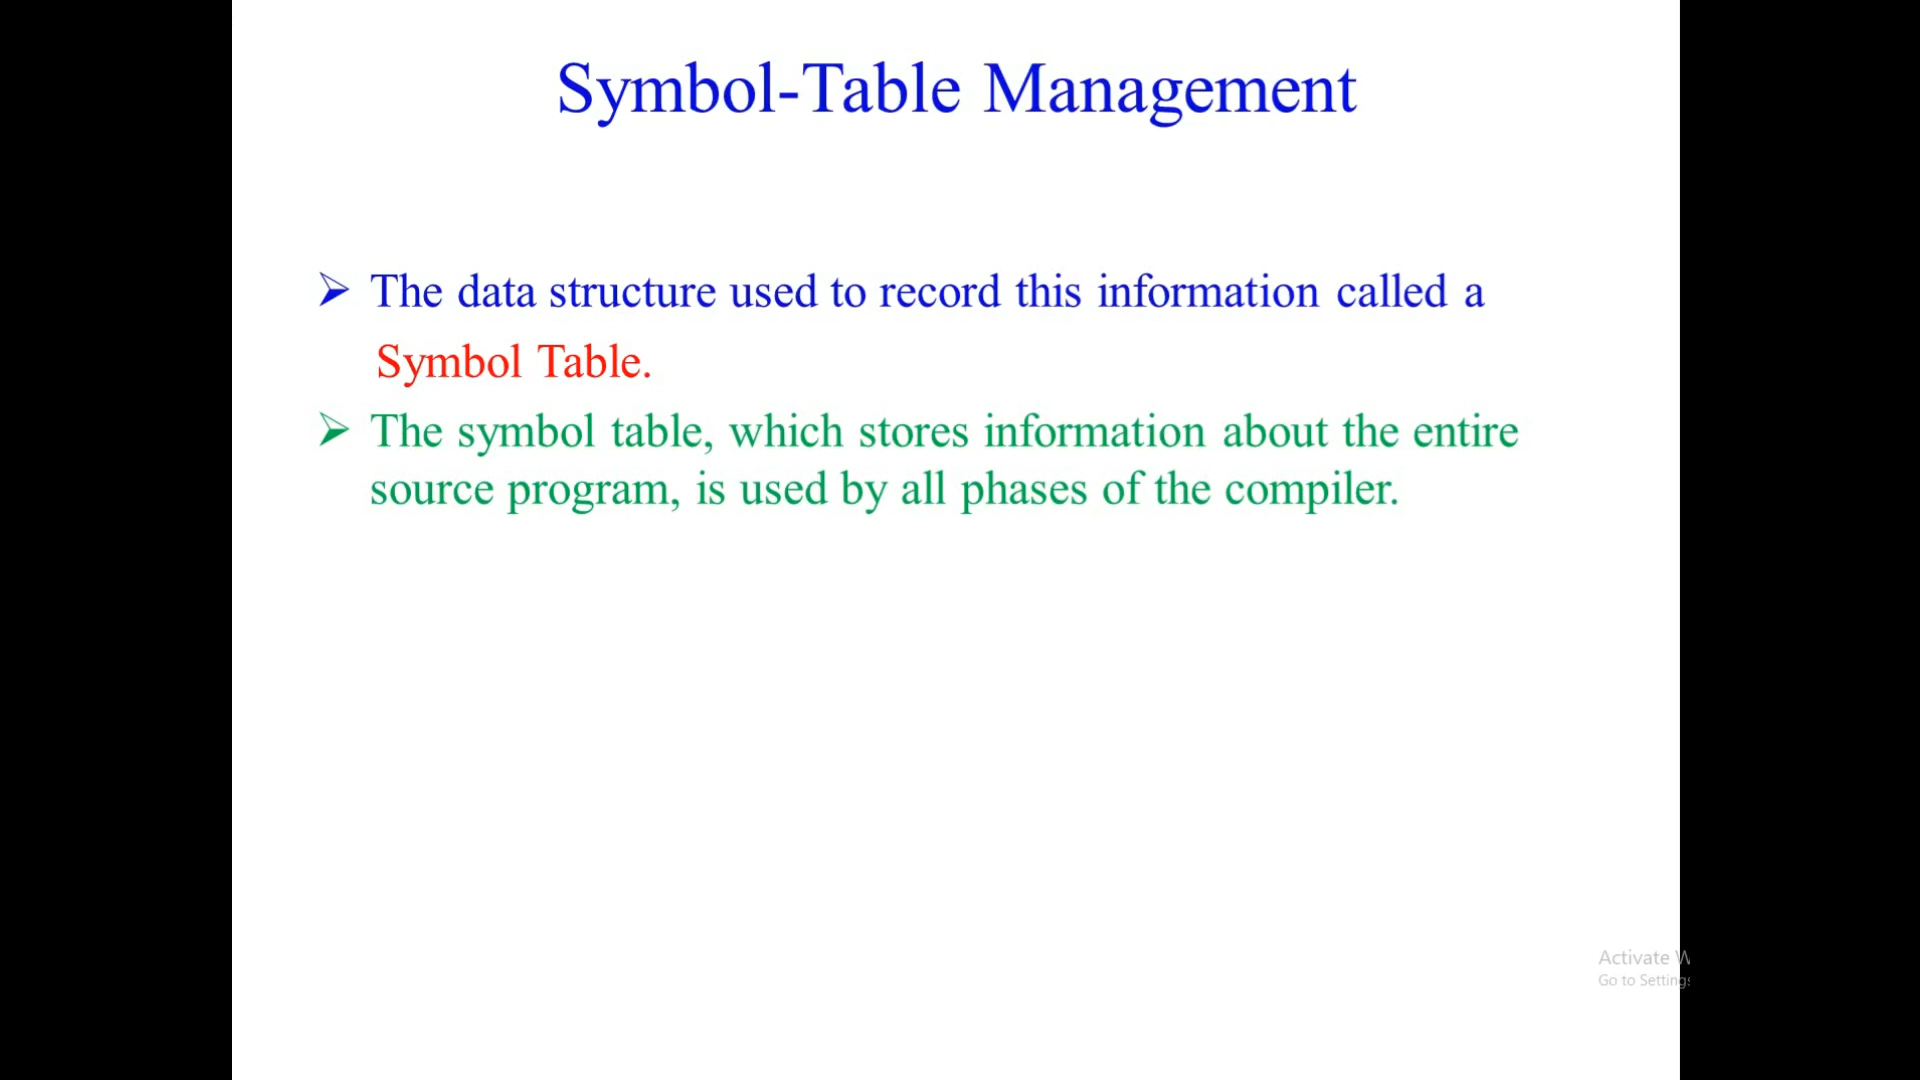 Symbol-Table Management
➢ The data structure used to record this information called a
Symbol Table.
➢ The symbol table, which stores information about the entire
source program, is used by all phases of the compiler.
Activate W
Go to Settings